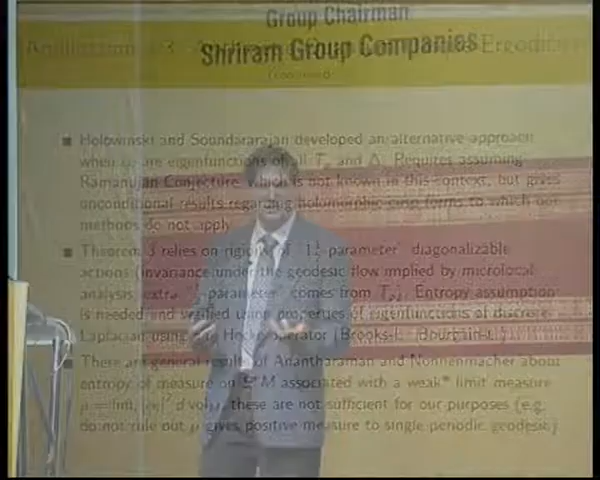 Group Chairman
Shriram Group Companies
Ergodic
(continued)
Holowinski and Soundararajan developed an alternative approach
when are eigenfunctions of all T and Δ. Requires assuming
Ramanujan Conjecture which is not known in this context, but gives
unconditional results regarding holomorphic cusp forms to which our
methods do not apply
Theorem 3 relies on rigidity of "1 parameter" diagonalizable
actions (invariance under the geodesic flow implied by microlocal
analysis, extra parameter" comes from Entropy assumption
is needed and verified using properties of eigenfunctions of discrete
Laplacian using Hecke operator (Brooks-L, Bourgain-L)
There are general results of Anantharaman and Nonnenmacher about
entropy of measure on M associated with a weak* limit measure
these are not sufficient for our purposes (e.g.
do not rule out μ gives positive measure to single periodic geodesic)